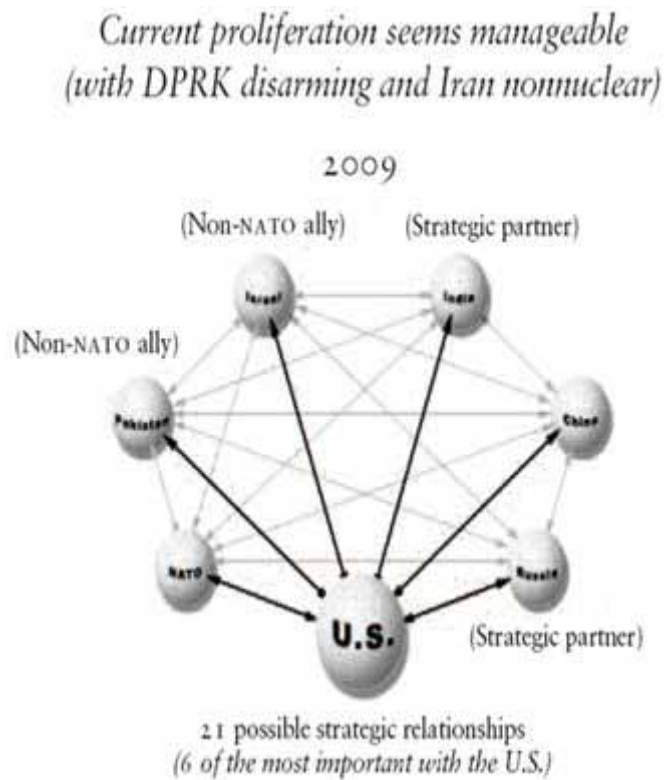 Current proliferation seems manageable
(with DPRK disarming and Iran nonnuclear)
2009
(Non-NATO ally) (Strategic partner)
Israel India
(Non-NATO ally)
Pakistan China
NATO Russia
U.S.
(Strategic partner)
21 possible strategic relationships
(6 of the most important with the U.S.)